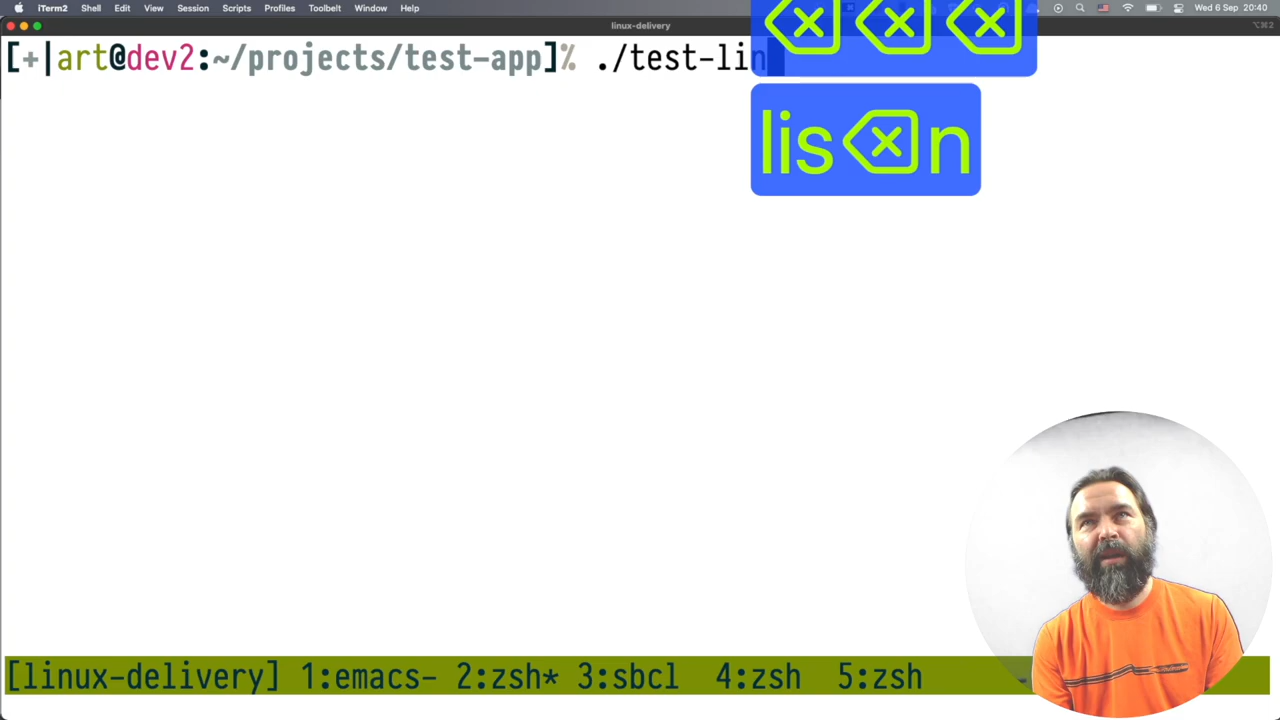 iTerm2 Shell Edit View Session Scripts Profiles Toolbelt Window Help Wed 6 Sep 20:40
linux-delivery ⌥⌘2
[+|art@dev2:~/projects/test-app]% ./test-lin
lis⌫n
[linux-delivery] 1:emacs- 2:zsh* 3:sbcl 4:zsh 5:zsh